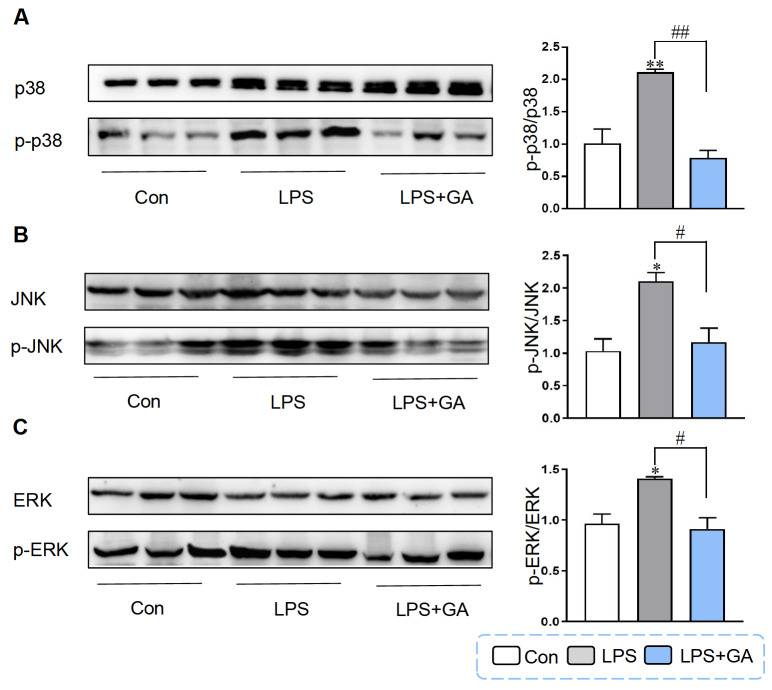 A
p38
p-p38
Con LPS LPS+GA
p-p38/p38
2.5
2.0
1.5
1.0
0.5
0.0
**
##
B
JNK
p-JNK
Con LPS LPS+GA
p-JNK/JNK
2.5
2.0
1.5
1.0
0.5
0.0
*
#
C
ERK
p-ERK
Con LPS LPS+GA
p-ERK/ERK
1.5
1.0
0.5
0.0
*
#
Con LPS LPS+GA